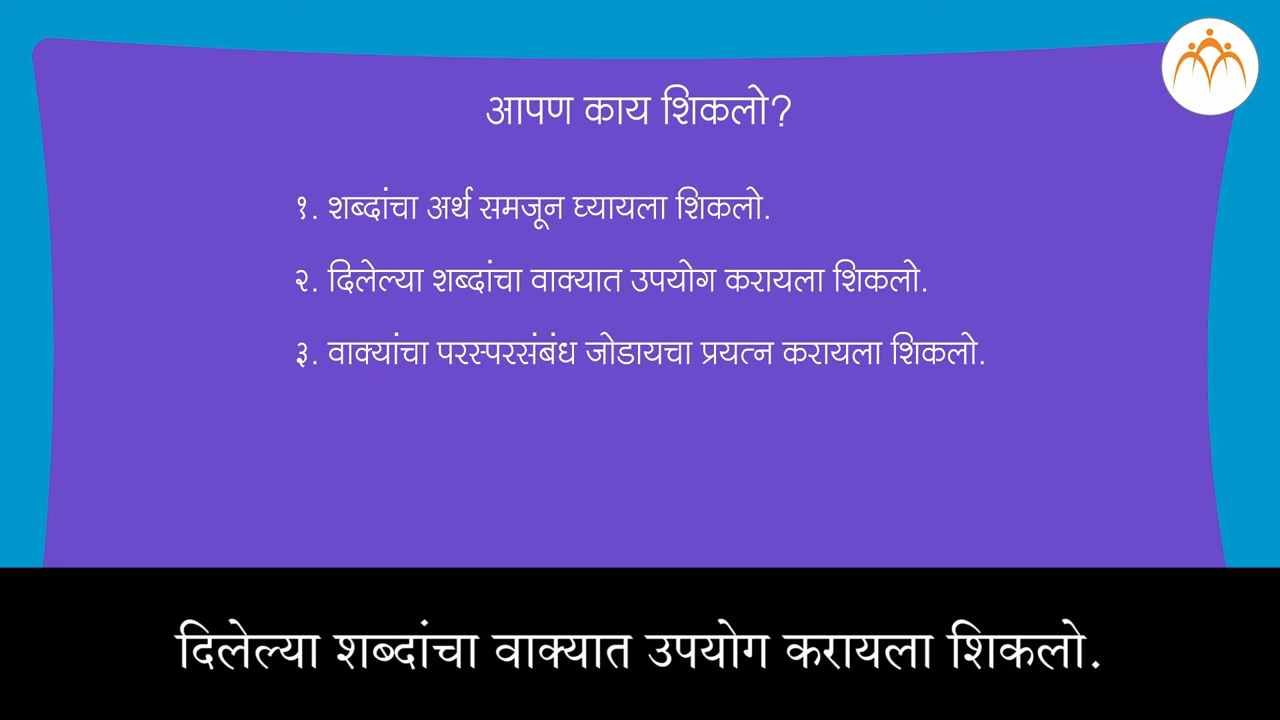 आपण काय शिकलो?
१. शब्दांचा अर्थ समजून घ्यायला शिकलो.
२. दिलेल्या शब्दांचा वाक्यात उपयोग करायला शिकलो.
३. वाक्यांचा परस्परसंबंध जोडायचा प्रयत्न करायला शिकलो.
दिलेल्या शब्दांचा वाक्यात उपयोग करायला शिकलो.